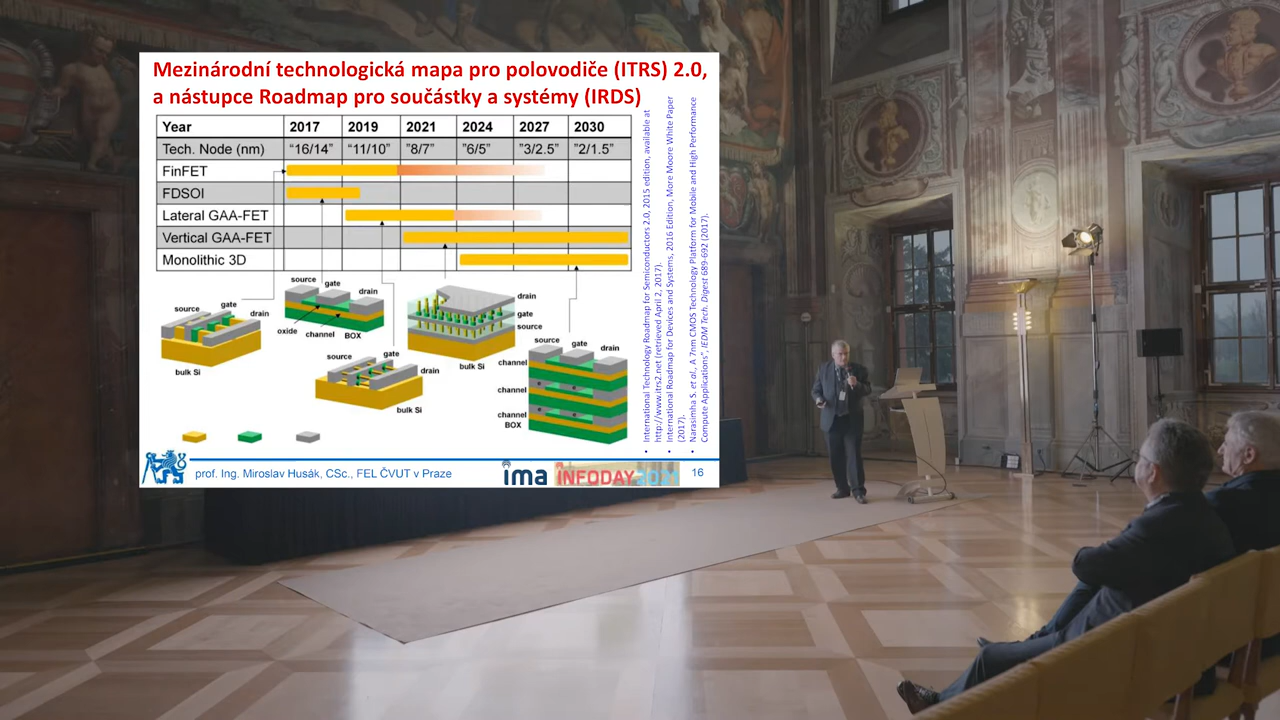 Mezinárodní technologická mapa pro polovodiče (ITRS) 2.0,
a nástupce Roadmap pro součástky a systémy (IRDS)
Year 2017 2019 2021 2024 2027 2030
Tech. Node (nm) “16/14” “11/10” ”8/7” ”6/5” ”3/2.5” ”2/1.5”
FinFET
FDSOI
Lateral GAA-FET
Vertical GAA-FET
Monolithic 3D
source
gate
drain
bulk Si
source
gate
drain
oxide
channel
BOX
source
gate
drain
bulk Si
drain
gate
source
bulk Si
source
gate
drain
channel
channel
channel
BOX
• International Technology Roadmap for Semiconductors 2.0, 2015 edition, available at
http://www.itrs2.net (retrieved April 2, 2017).
• International Roadmap for Devices and Systems, 2016 Edition, More Moore White Paper
(2017).
• Narasimha S. et al., A 7nm CMOS Technology Platform for Mobile and High Performance
Compute Applications”. IEDM Tech. Digest 689-692 (2017).
prof. Ing. Miroslav Husák, CSc., FEL ČVUT v Praze
ima
INFODAY 2021
16